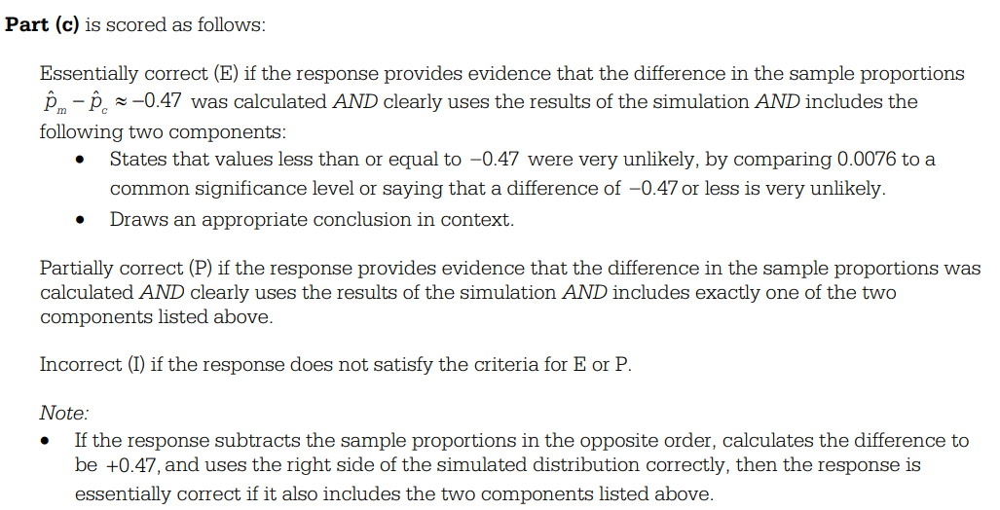 Part (c) is scored as follows:
Essentially correct (E) if the response provides evidence that the difference in the sample proportions
p̂ₘ − p̂꜀ ≈ −0.47 was calculated AND clearly uses the results of the simulation AND includes the
following two components:
• States that values less than or equal to −0.47 were very unlikely, by comparing 0.0076 to a
common significance level or saying that a difference of −0.47 or less is very unlikely.
• Draws an appropriate conclusion in context.
Partially correct (P) if the response provides evidence that the difference in the sample proportions was
calculated AND clearly uses the results of the simulation AND includes exactly one of the two
components listed above.
Incorrect (I) if the response does not satisfy the criteria for E or P.
Note:
• If the response subtracts the sample proportions in the opposite order, calculates the difference to
be +0.47, and uses the right side of the simulated distribution correctly, then the response is
essentially correct if it also includes the two components listed above.